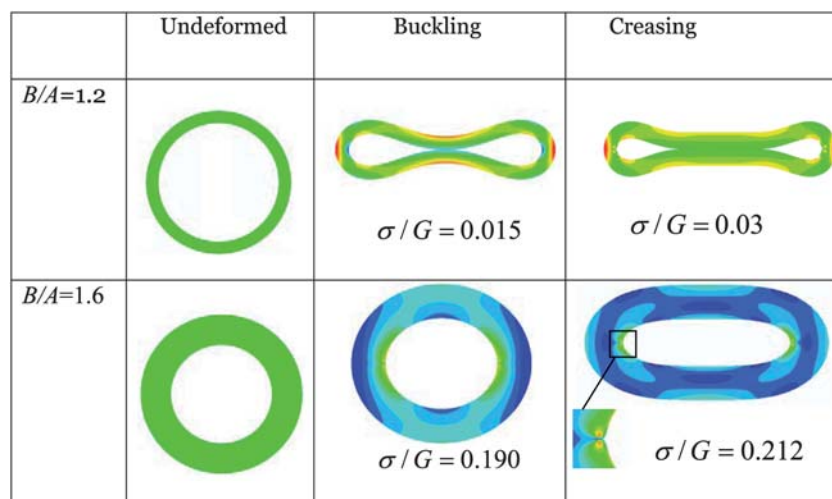 Undeformed Buckling Creasing
B/A=1.2
σ / G = 0.015 σ / G = 0.03
B/A=1.6
σ / G = 0.190 σ / G = 0.212